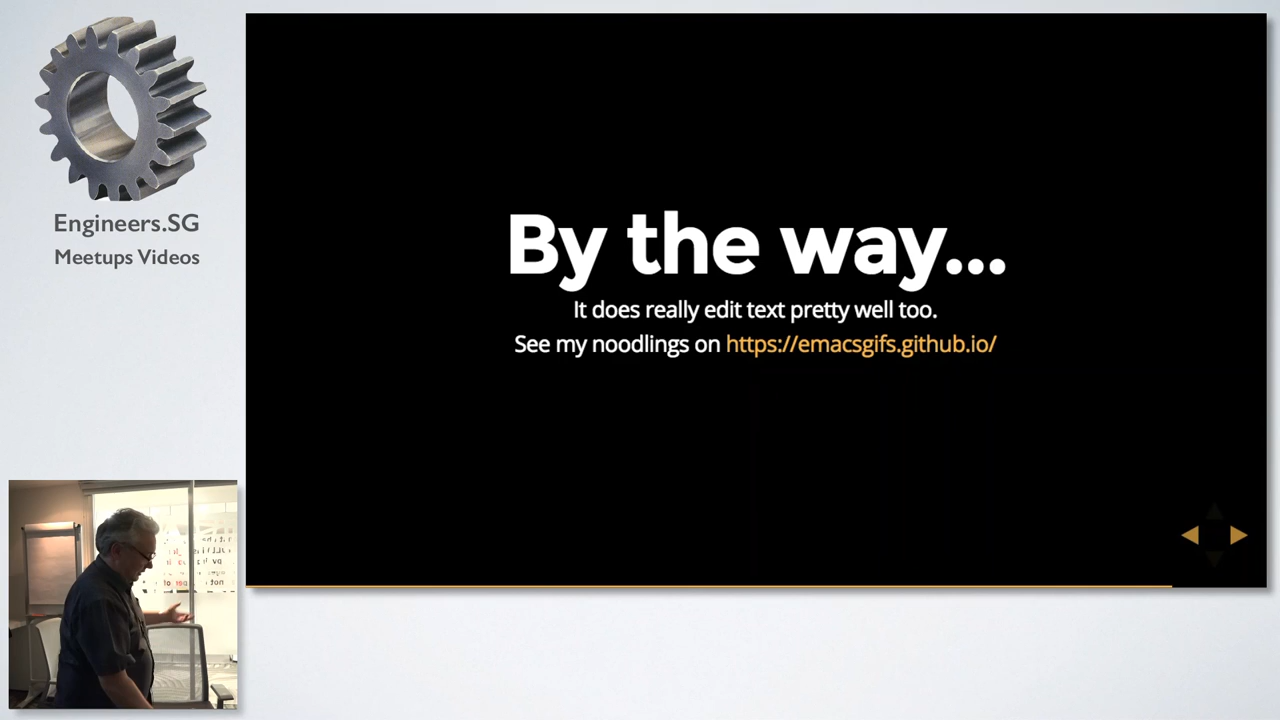 Engineers.SG
Meetups Videos
By the way...
It does really edit text pretty well too.
See my noodlings on https://emacsgifs.github.io/